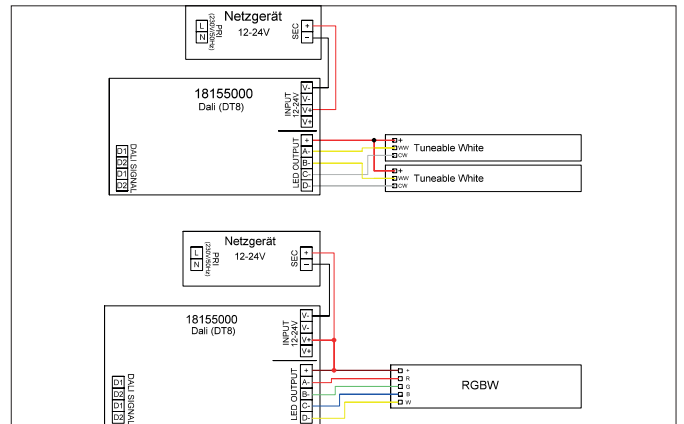 Netzgerät
12-24V
L
N
PRI
(230V/50Hz)
SEC
+
–
18155000
Dali (DT8)
INPUT
12-24V
V-
V-
V+
V+
D1
D2
D1
D2
DALI SIGNAL
LED OUTPUT
+
A-
B-
C-
D-
+
WW
CW
Tuneable White
+
WW
CW
Tuneable White
Netzgerät
12-24V
L
N
PRI
(230V/50Hz)
SEC
+
–
18155000
Dali (DT8)
INPUT
12-24V
V-
V-
V+
V+
D1
D2
D1
D2
DALI SIGNAL
LED OUTPUT
+
A-
B-
C-
D-
+
R
G
B
W
RGBW